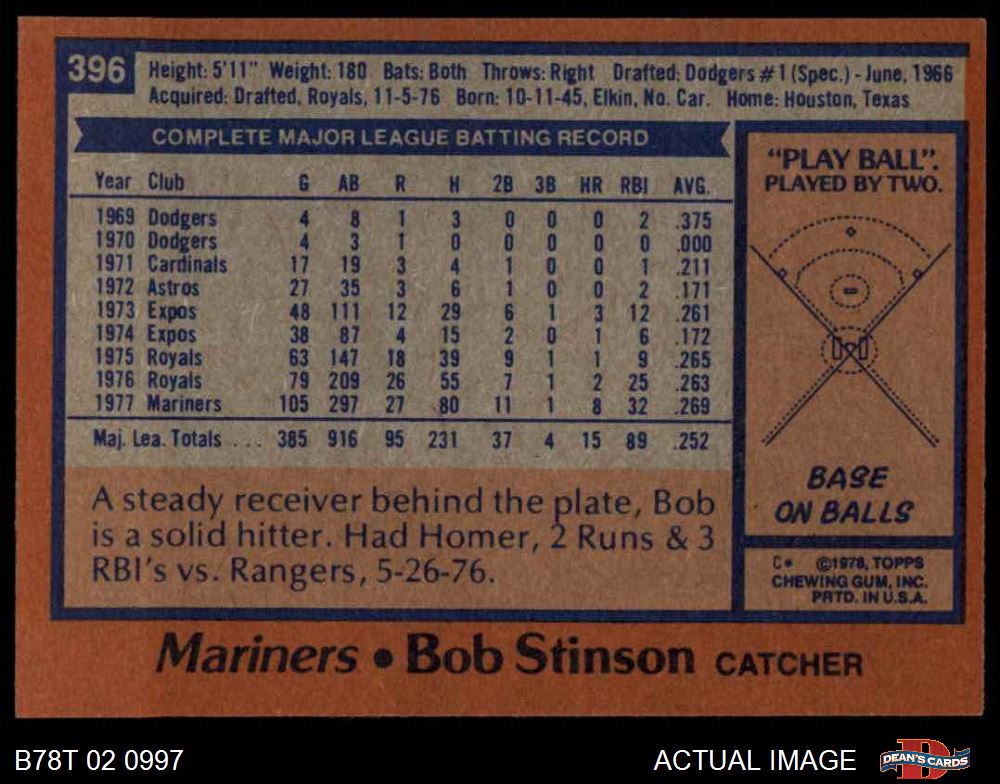 396
Height: 5'11" Weight: 180 Bats: Both Throws: Right Drafted: Dodgers #1 (Spec.) - June, 1966
Acquired: Drafted, Royals, 11-5-76 Born: 10-11-45, Elkin, No. Car. Home: Houston, Texas
COMPLETE MAJOR LEAGUE BATTING RECORD
Year Club G AB R H 2B 3B HR RBI AVG.
1969 Dodgers 4 8 1 3 0 0 0 2 .375
1970 Dodgers 4 3 1 0 0 0 0 0 .000
1971 Cardinals 17 19 3 4 1 0 0 1 .211
1972 Astros 27 35 3 6 1 0 0 2 .171
1973 Expos 48 111 12 29 6 1 3 12 .261
1974 Expos 38 87 4 15 2 0 1 6 .172
1975 Royals 63 147 18 39 9 1 1 9 .265
1976 Royals 79 209 26 55 7 1 2 25 .263
1977 Mariners 105 297 27 80 11 1 8 32 .269
Maj. Lea. Totals . . . 385 916 95 231 37 4 15 89 .252
A steady receiver behind the plate, Bob
is a solid hitter. Had Homer, 2 Runs & 3
RBI's vs. Rangers, 5-26-76.
"PLAY BALL".
PLAYED BY TWO.
BASE
ON BALLS
C* ©1978, TOPPS
CHEWING GUM, INC.
PRTD. IN U.S.A.
Mariners • Bob Stinson CATCHER
B78T 02 0997
ACTUAL IMAGE
D
DEAN'S CARDS